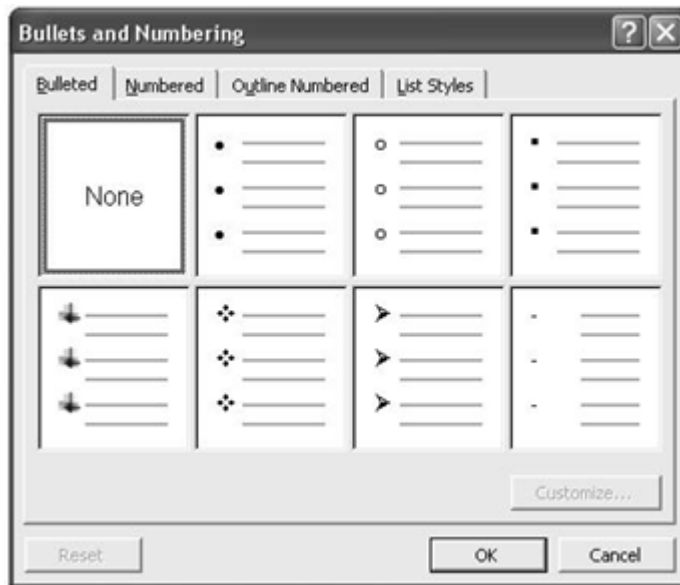 Bullets and Numbering
Bulleted Numbered Outline Numbered List Styles
None
Customize...
Reset OK Cancel